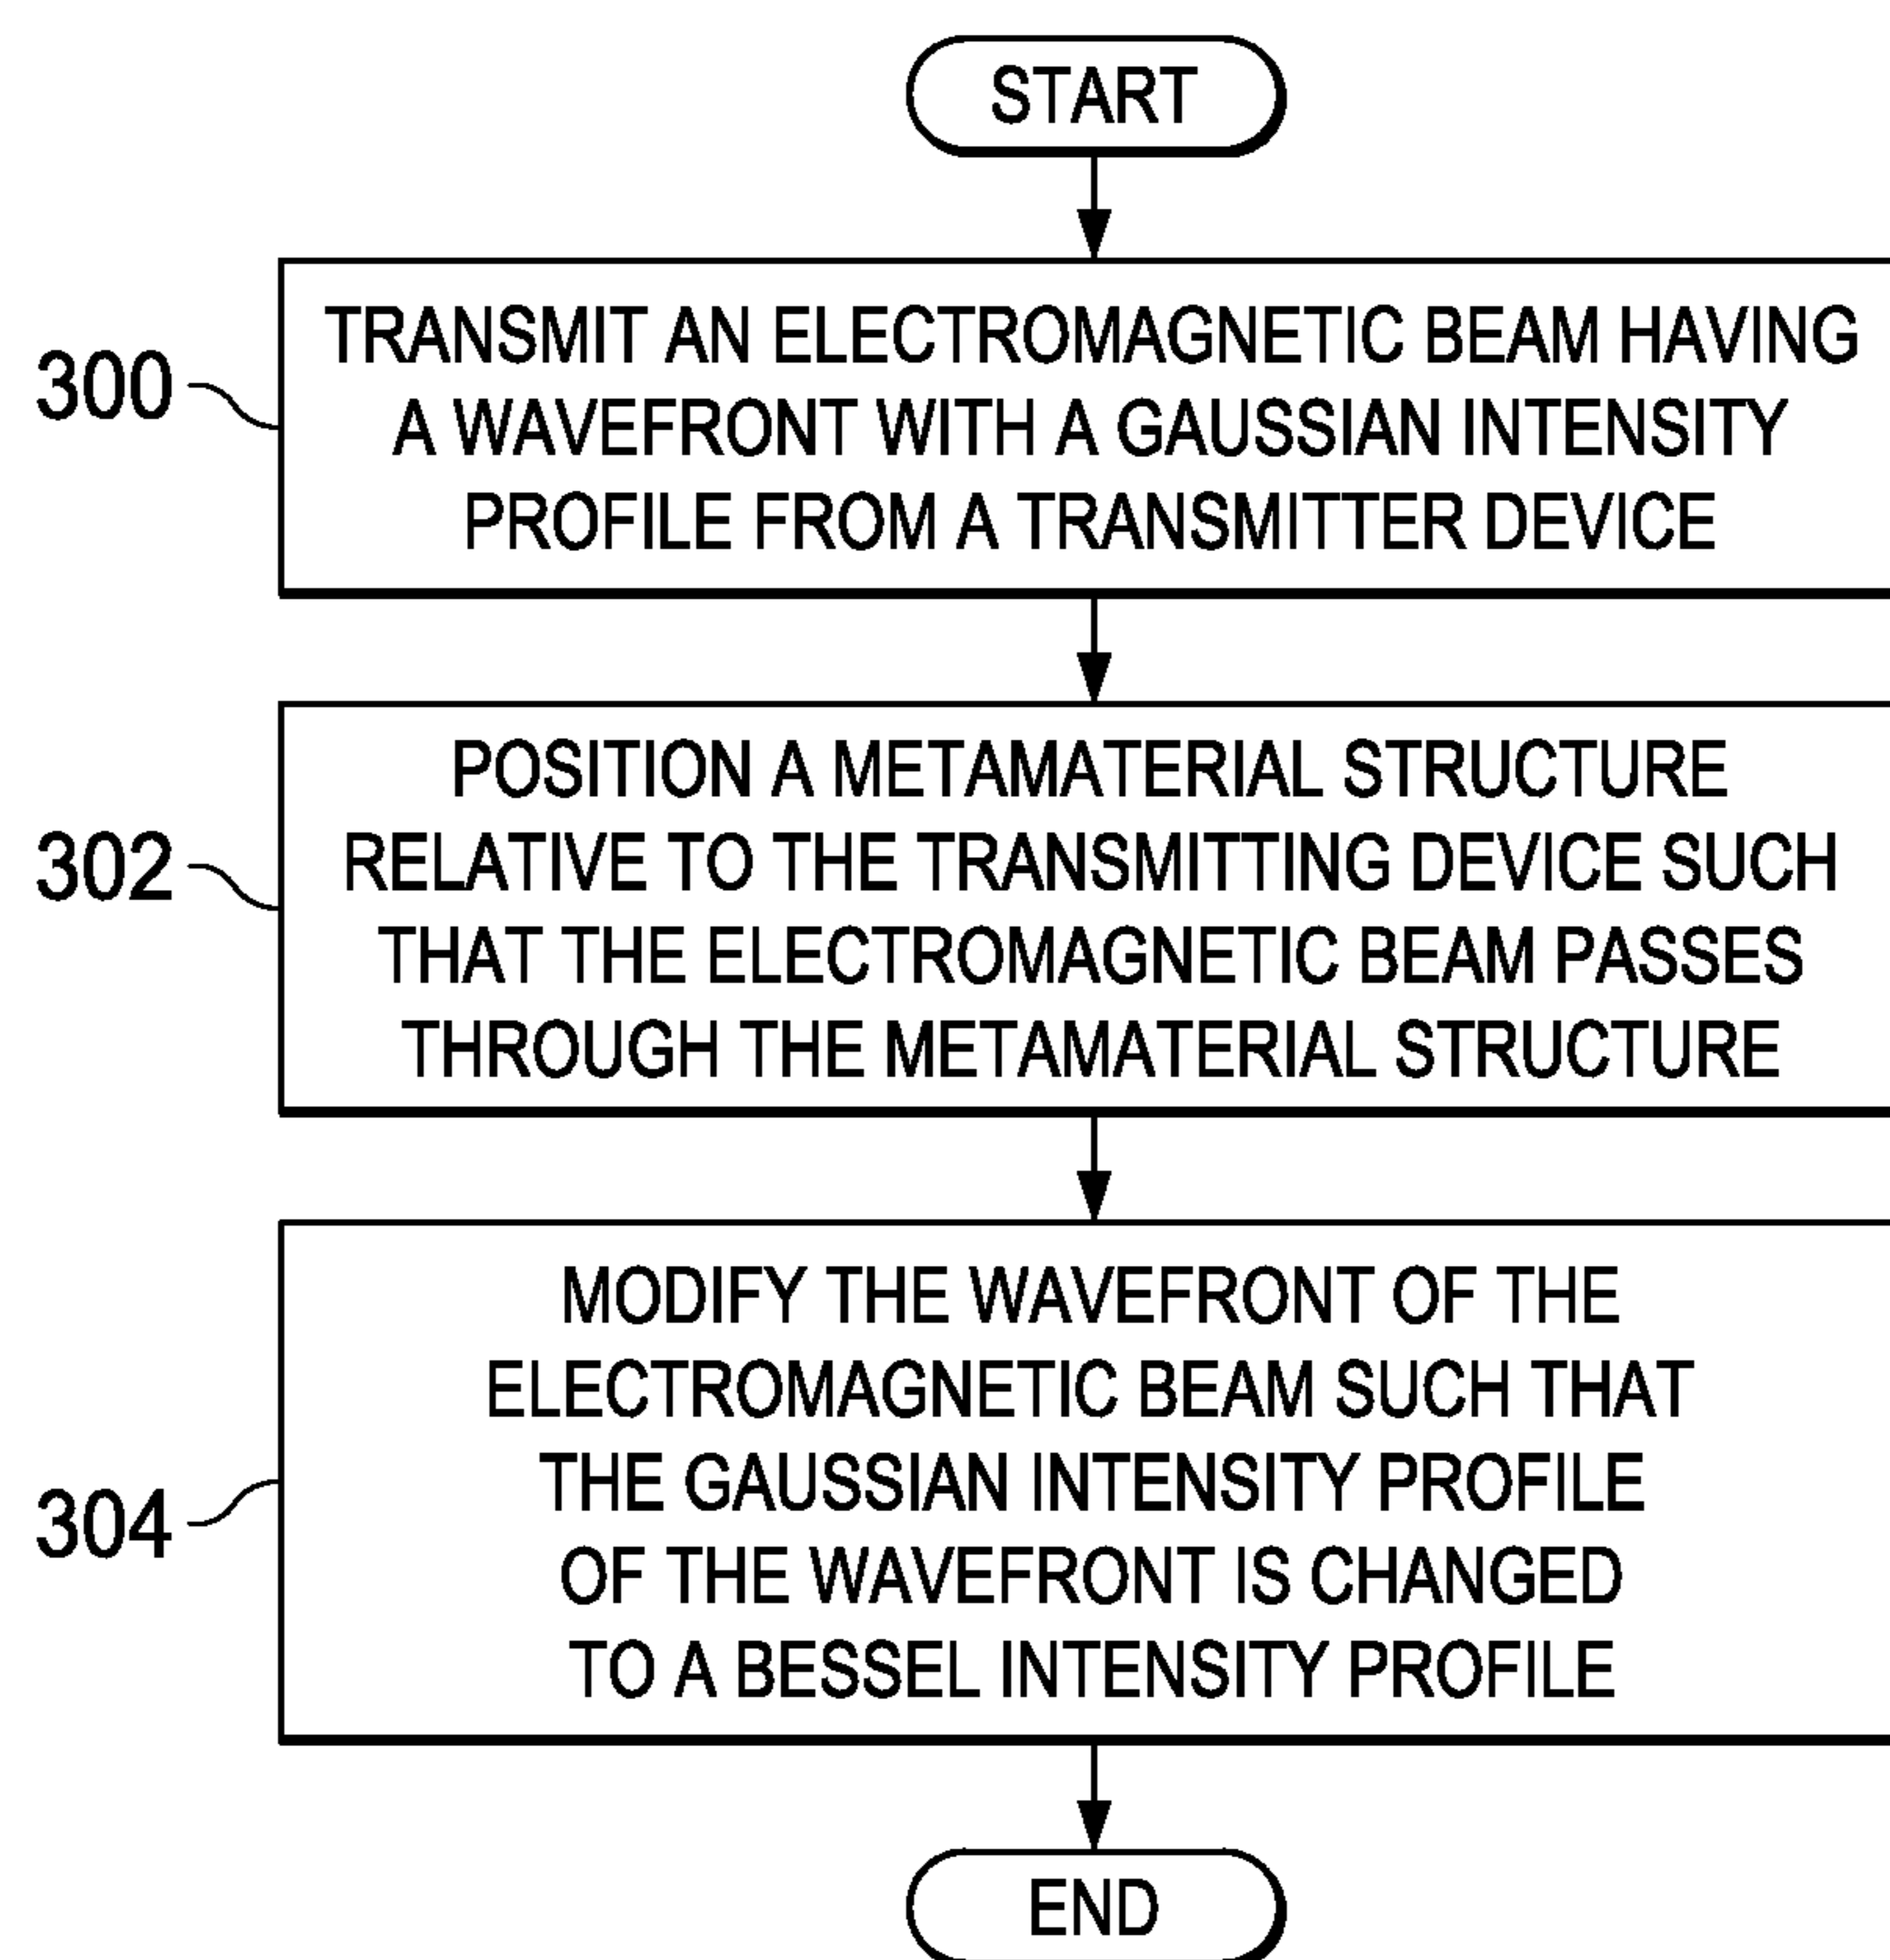 START
300
TRANSMIT AN ELECTROMAGNETIC BEAM HAVING
A WAVEFRONT WITH A GAUSSIAN INTENSITY
PROFILE FROM A TRANSMITTER DEVICE
302
POSITION A METAMATERIAL STRUCTURE
RELATIVE TO THE TRANSMITTING DEVICE SUCH
THAT THE ELECTROMAGNETIC BEAM PASSES
THROUGH THE METAMATERIAL STRUCTURE
304
MODIFY THE WAVEFRONT OF THE
ELECTROMAGNETIC BEAM SUCH THAT
THE GAUSSIAN INTENSITY PROFILE
OF THE WAVEFRONT IS CHANGED
TO A BESSEL INTENSITY PROFILE
END